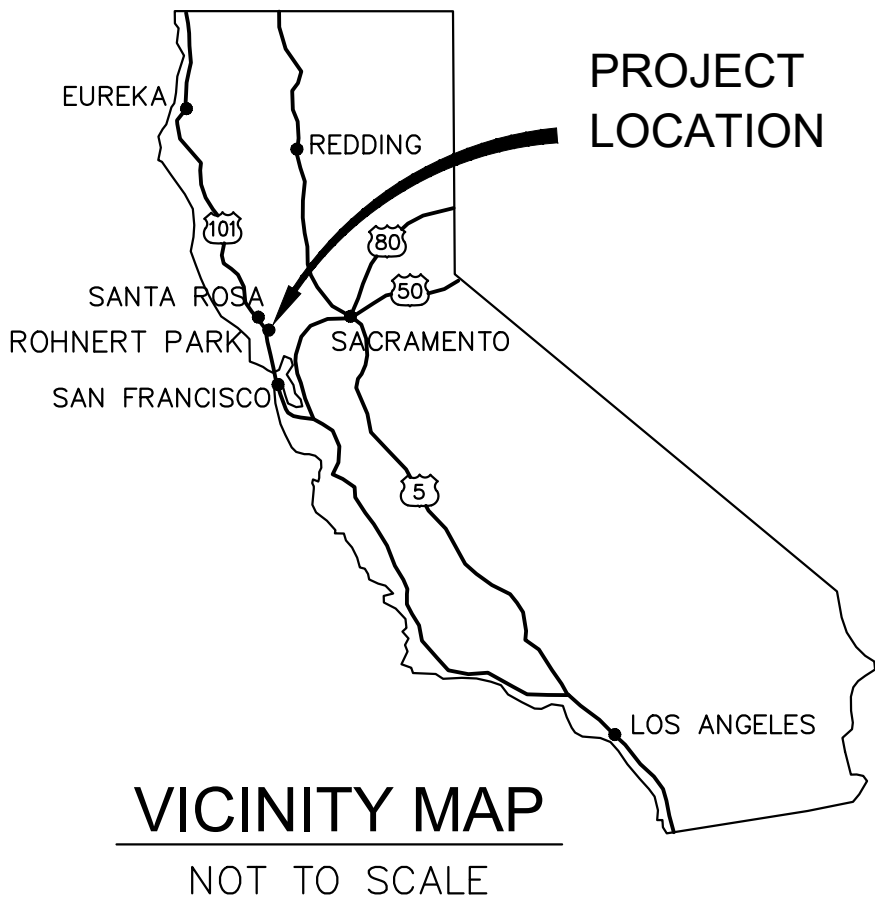 PROJECT
LOCATION
EUREKA
REDDING
101
80
50
SANTA ROSA
ROHNERT PARK
SACRAMENTO
SAN FRANCISCO
5
LOS ANGELES
VICINITY MAP
NOT TO SCALE